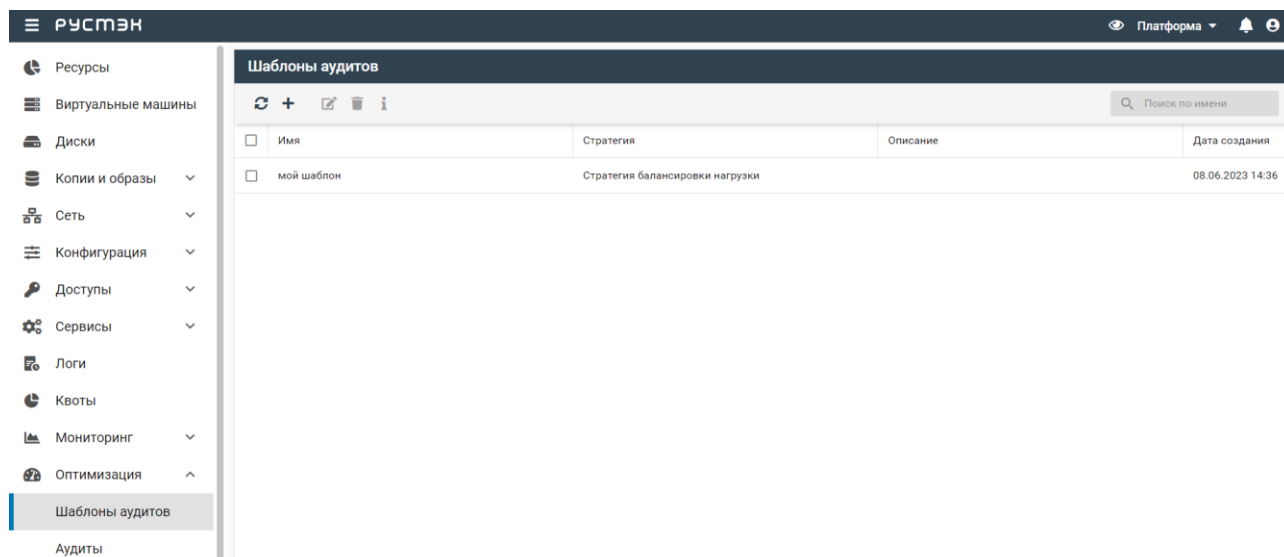 РУСТЭК
Платформа
Ресурсы
Виртуальные машины
Диски
Копии и образы
Сеть
Конфигурация
Доступы
Сервисы
Логи
Квоты
Мониторинг
Оптимизация
Шаблоны аудитов
Аудиты
Шаблоны аудитов
Поиск по имени
Имя Стратегия Описание Дата создания
мой шаблон Стратегия балансировки нагрузки 08.06.2023 14:36